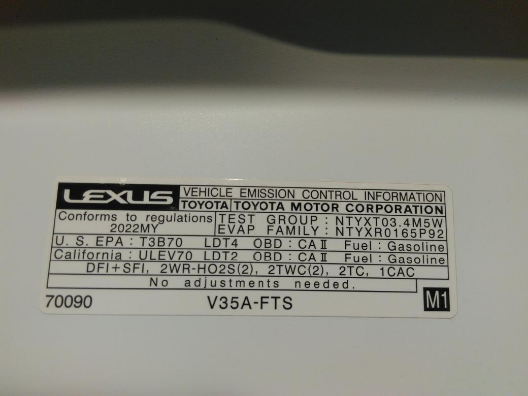 LEXUS VEHICLE EMISSION CONTROL INFORMATION
TOYOTA TOYOTA MOTOR CORPORATION
Conforms to regulations TEST GROUP : NTYXT03.4M5W
2022MY EVAP FAMILY : NTYXR0165P92
U. S. EPA : T3B70 LDT4 OBD : CAⅡ Fuel : Gasoline
California : ULEV70 LDT2 OBD : CAⅡ Fuel : Gasoline
DFI+SFI, 2WR-HO2S(2), 2TWC(2), 2TC, 1CAC
No adjustments needed.
70090 V35A-FTS M1